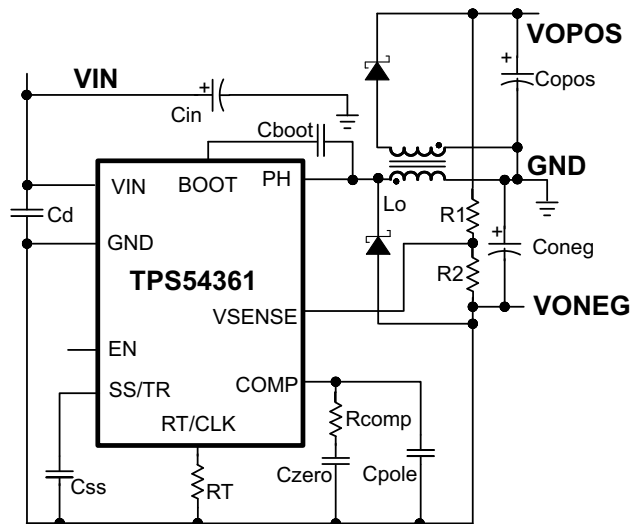 VOPOS
VIN
+
Copos
+
Cin
Cboot
GND
VIN
BOOT
PH
Cd
Lo
R1
GND
+
Coneg
TPS54361
R2
VSENSE
VONEG
EN
COMP
SS/TR
Rcomp
RT/CLK
Css
RT
Czero
Cpole